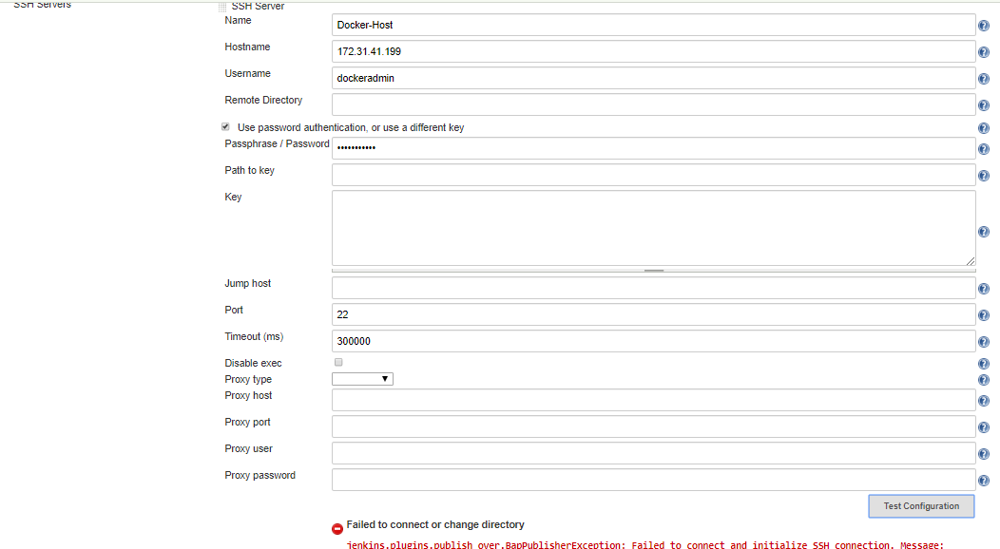 SSH Servers
SSH Server
Name
Docker-Host
Hostname
172.31.41.199
Username
dockeradmin
Remote Directory
Use password authentication, or use a different key
Passphrase / Password
•••••••••••
Path to key
Key
Jump host
Port
22
Timeout (ms)
300000
Disable exec
Proxy type
Proxy host
Proxy port
Proxy user
Proxy password
Test Configuration
Failed to connect or change directory
jenkins.plugins.publish_over.BapPublisherException: Failed to connect and initialize SSH connection. Message: